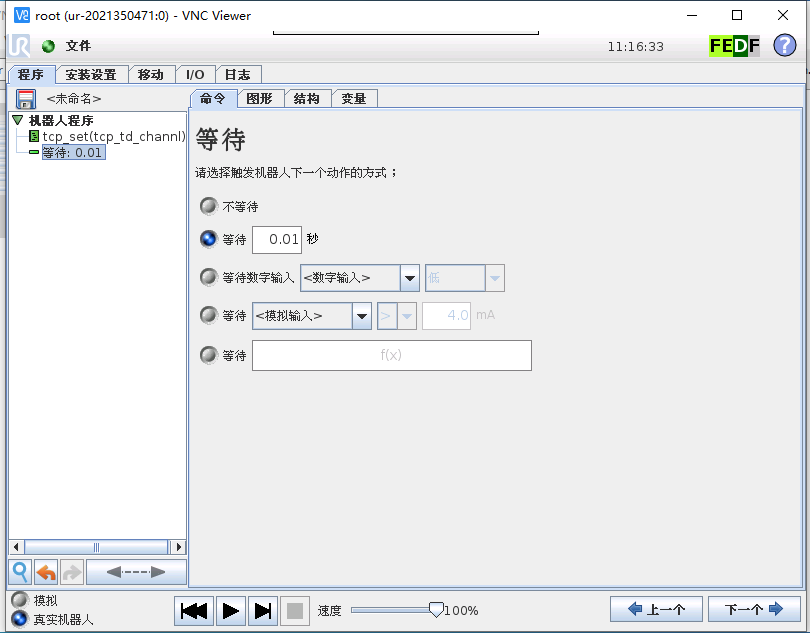 root (ur-2021350471:0) - VNC Viewer
文件 11:16:33 FEDF ?
程序 安装设置 移动 I/O 日志
<未命名> 命令 图形 结构 变量
机器人程序
tcp_set(tcp_td_channl)
等待: 0.01
等待
请选择触发机器人下一个动作的方式；
不等待
等待 0.01 秒
等待数字输入 <数字输入> 低
等待 <模拟输入> > 4.0 mA
等待 f(x)
模拟
真实机器人
速度 100% 上一个 下一个